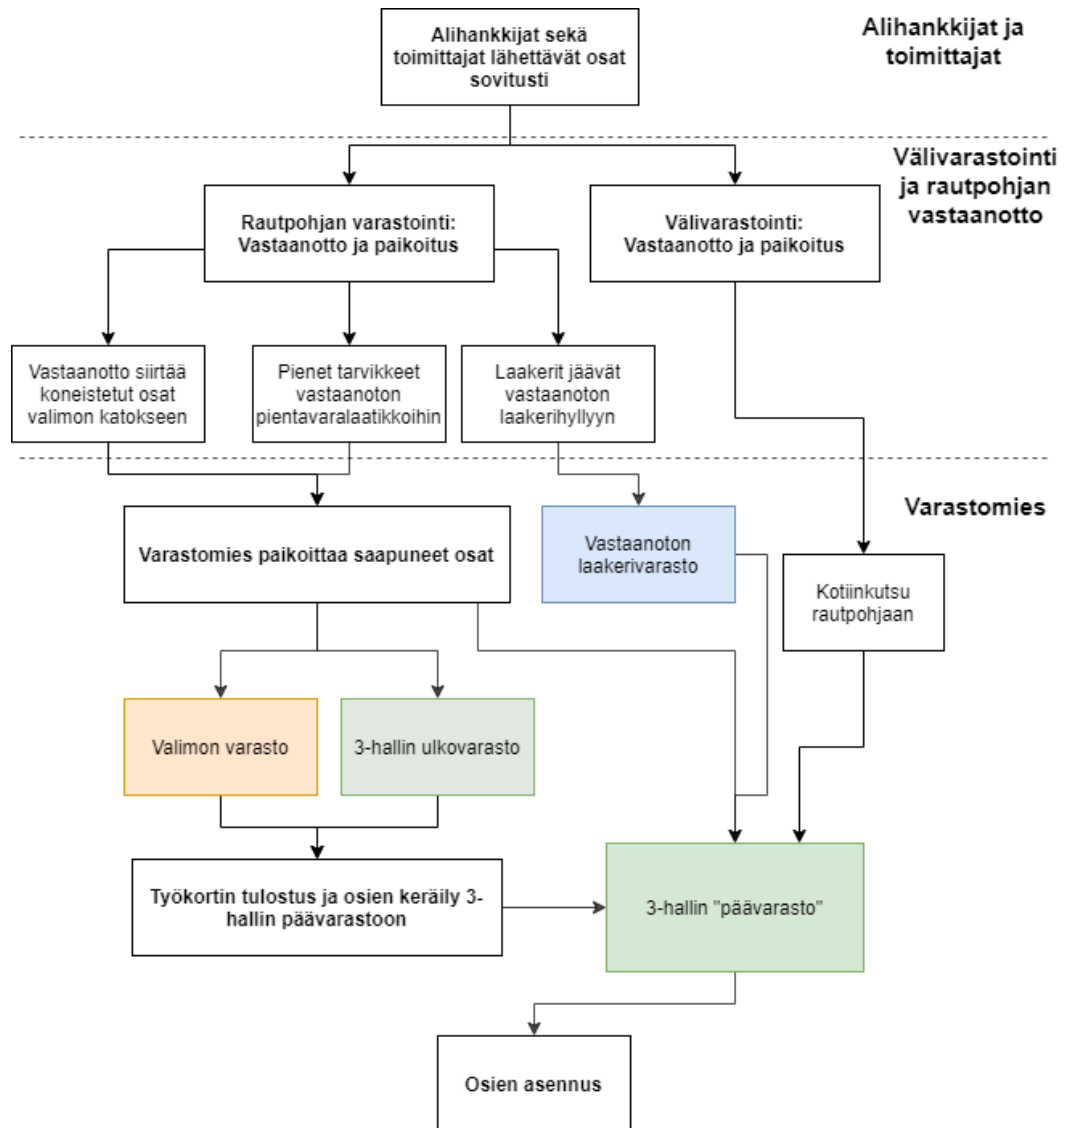 Alihankkijat sekä
toimittajat lähettävät osat
sovitusti
Alihankkijat ja
toimittajat
Välivarastointi
ja rautpohjan
vastaanotto
Rautpohjan varastointi:
Vastaanotto ja paikoitus
Välivarastointi:
Vastaanotto ja paikoitus
Vastaanotto siirtää
koneistetut osat
valimon katokseen
Pienet tarvikkeet
vastaanoton
pientavaralaatikkoihin
Laakerit jäävät
vastaanoton
laakerihyllyyn
Varastomies
Varastomies paikoittaa saapuneet osat
Vastaanoton
laakerivarasto
Kotiinkutsu
rautpohjaan
Valimon varasto
3-hallin ulkovarasto
Työkortin tulostus ja osien keräily 3-
hallin päävarastoon
3-hallin "päävarasto"
Osien asennus